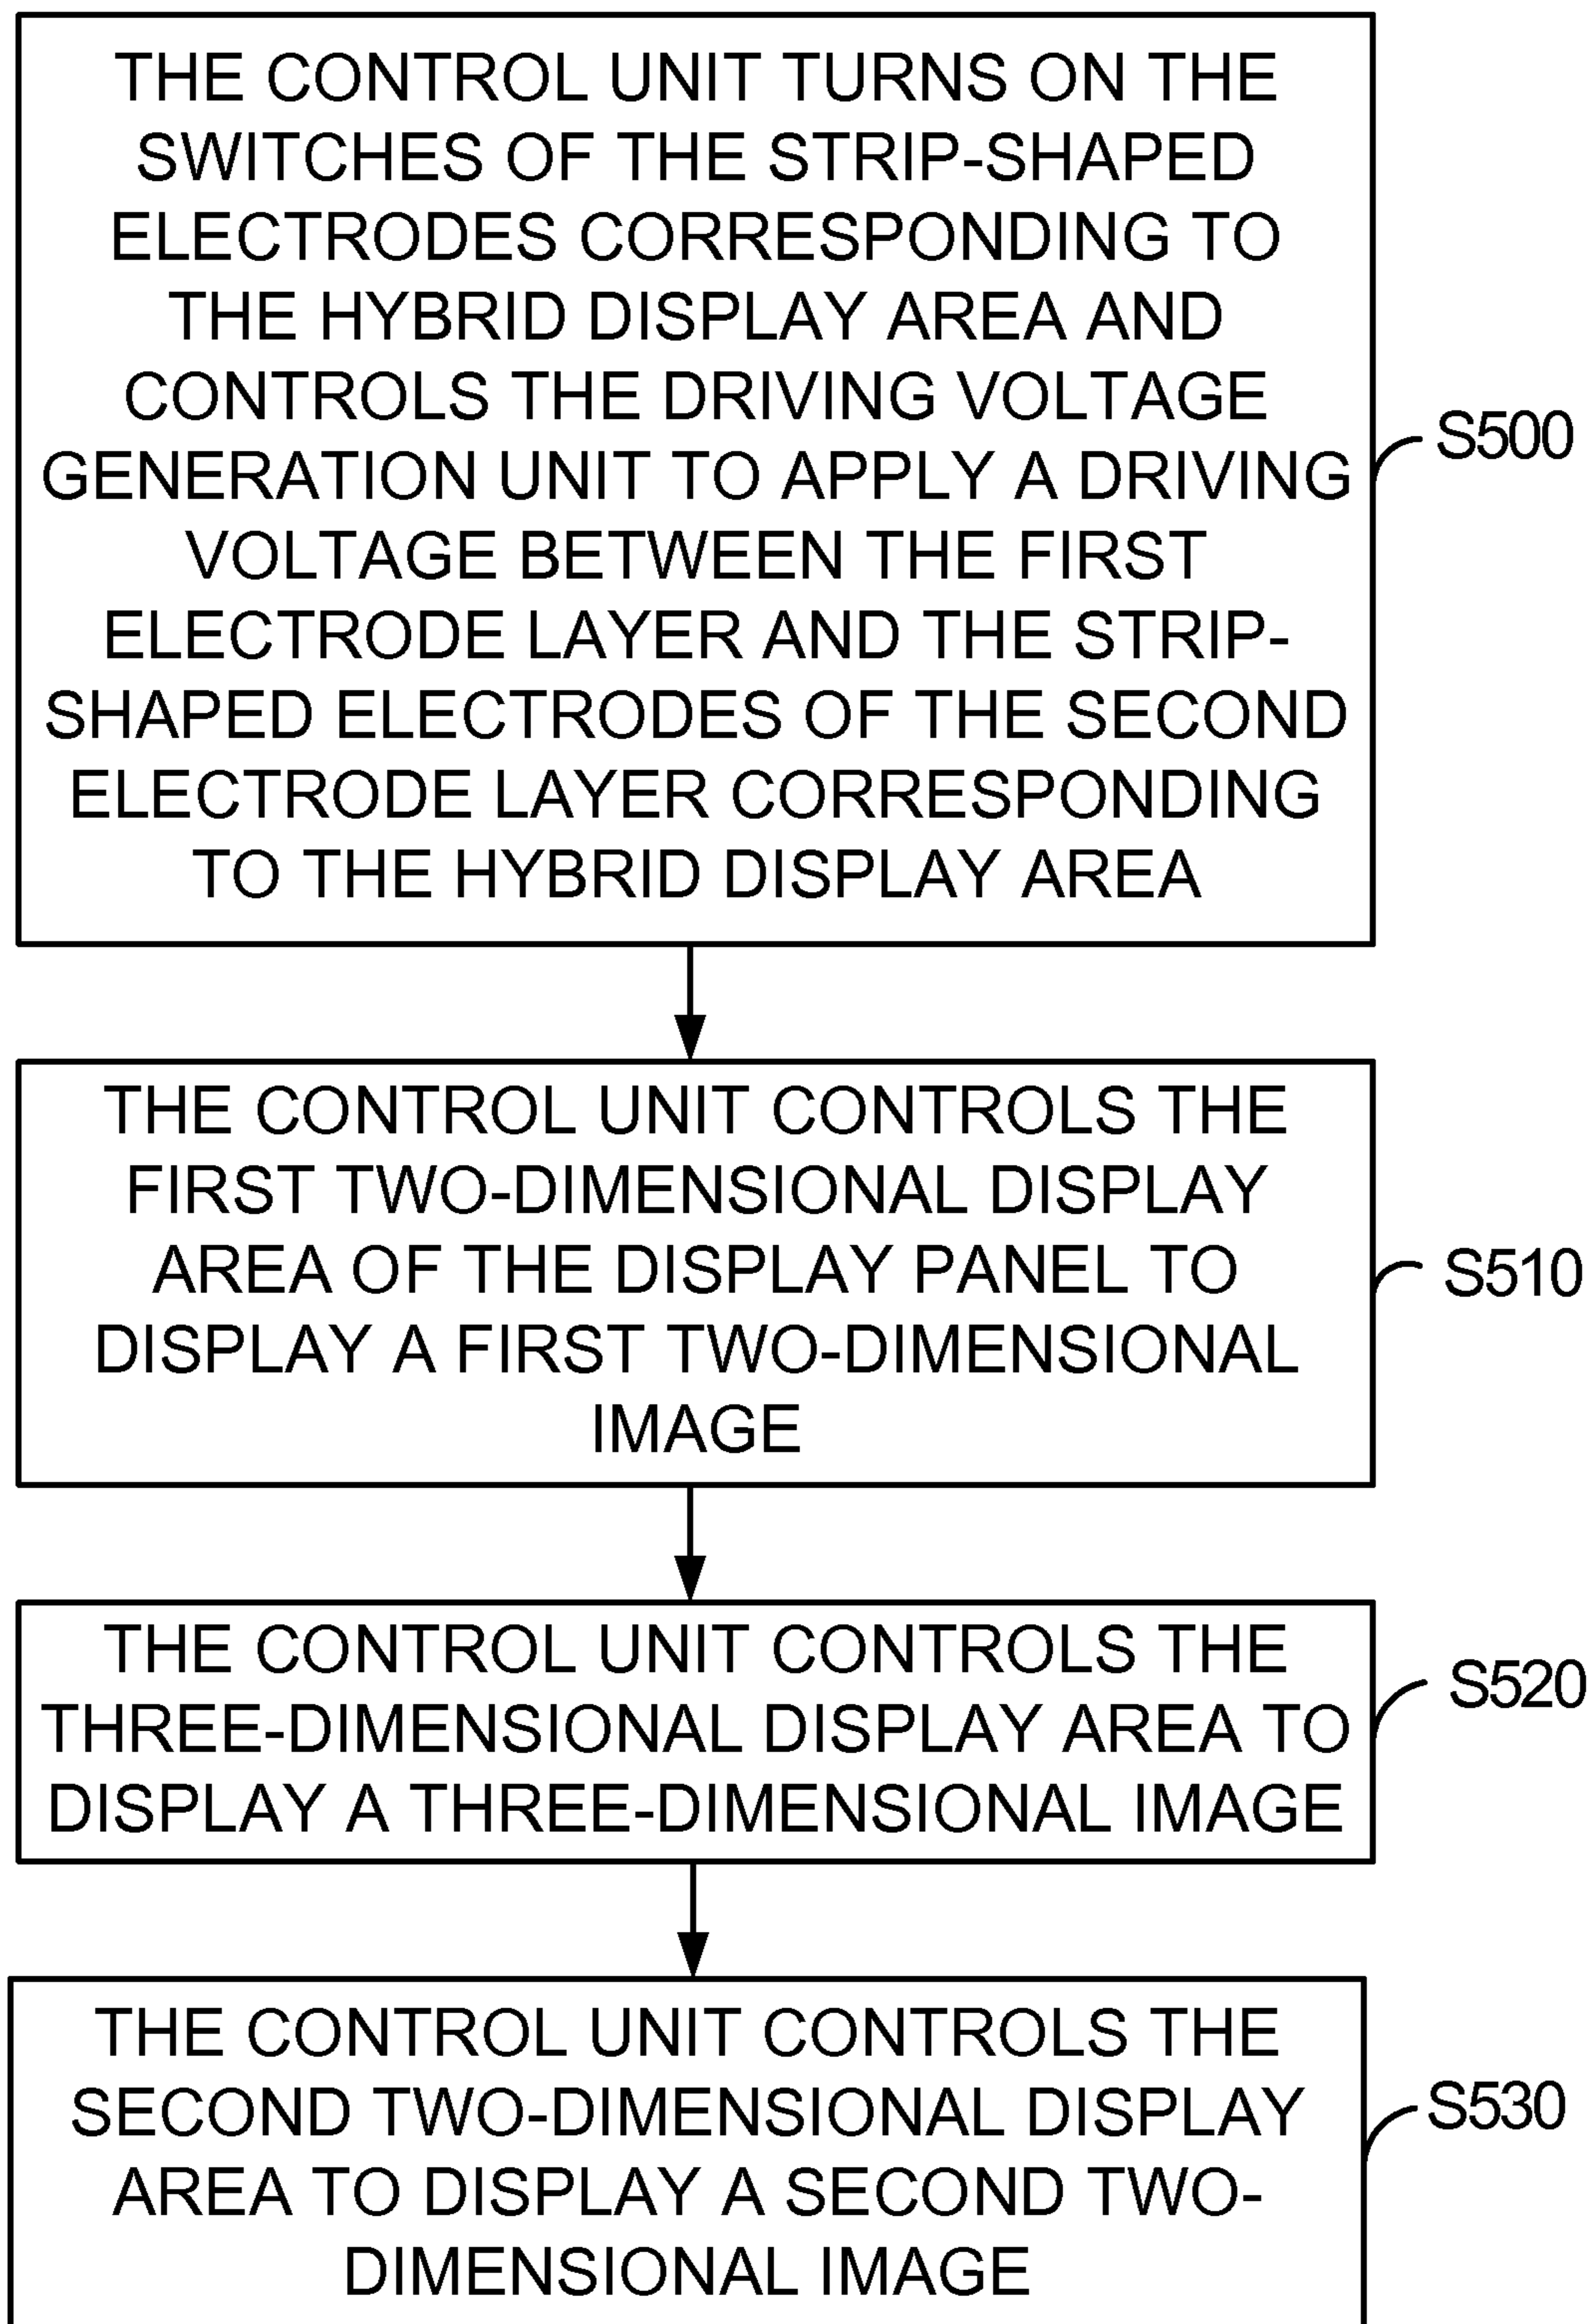 THE CONTROL UNIT TURNS ON THE
SWITCHES OF THE STRIP-SHAPED
ELECTRODES CORRESPONDING TO
THE HYBRID DISPLAY AREA AND
CONTROLS THE DRIVING VOLTAGE
GENERATION UNIT TO APPLY A DRIVING
VOLTAGE BETWEEN THE FIRST
ELECTRODE LAYER AND THE STRIP-
SHAPED ELECTRODES OF THE SECOND
ELECTRODE LAYER CORRESPONDING
TO THE HYBRID DISPLAY AREA
S500
THE CONTROL UNIT CONTROLS THE
FIRST TWO-DIMENSIONAL DISPLAY
AREA OF THE DISPLAY PANEL TO
DISPLAY A FIRST TWO-DIMENSIONAL
IMAGE
S510
THE CONTROL UNIT CONTROLS THE
THREE-DIMENSIONAL DISPLAY AREA TO
DISPLAY A THREE-DIMENSIONAL IMAGE
S520
THE CONTROL UNIT CONTROLS THE
SECOND TWO-DIMENSIONAL DISPLAY
AREA TO DISPLAY A SECOND TWO-
DIMENSIONAL IMAGE
S530